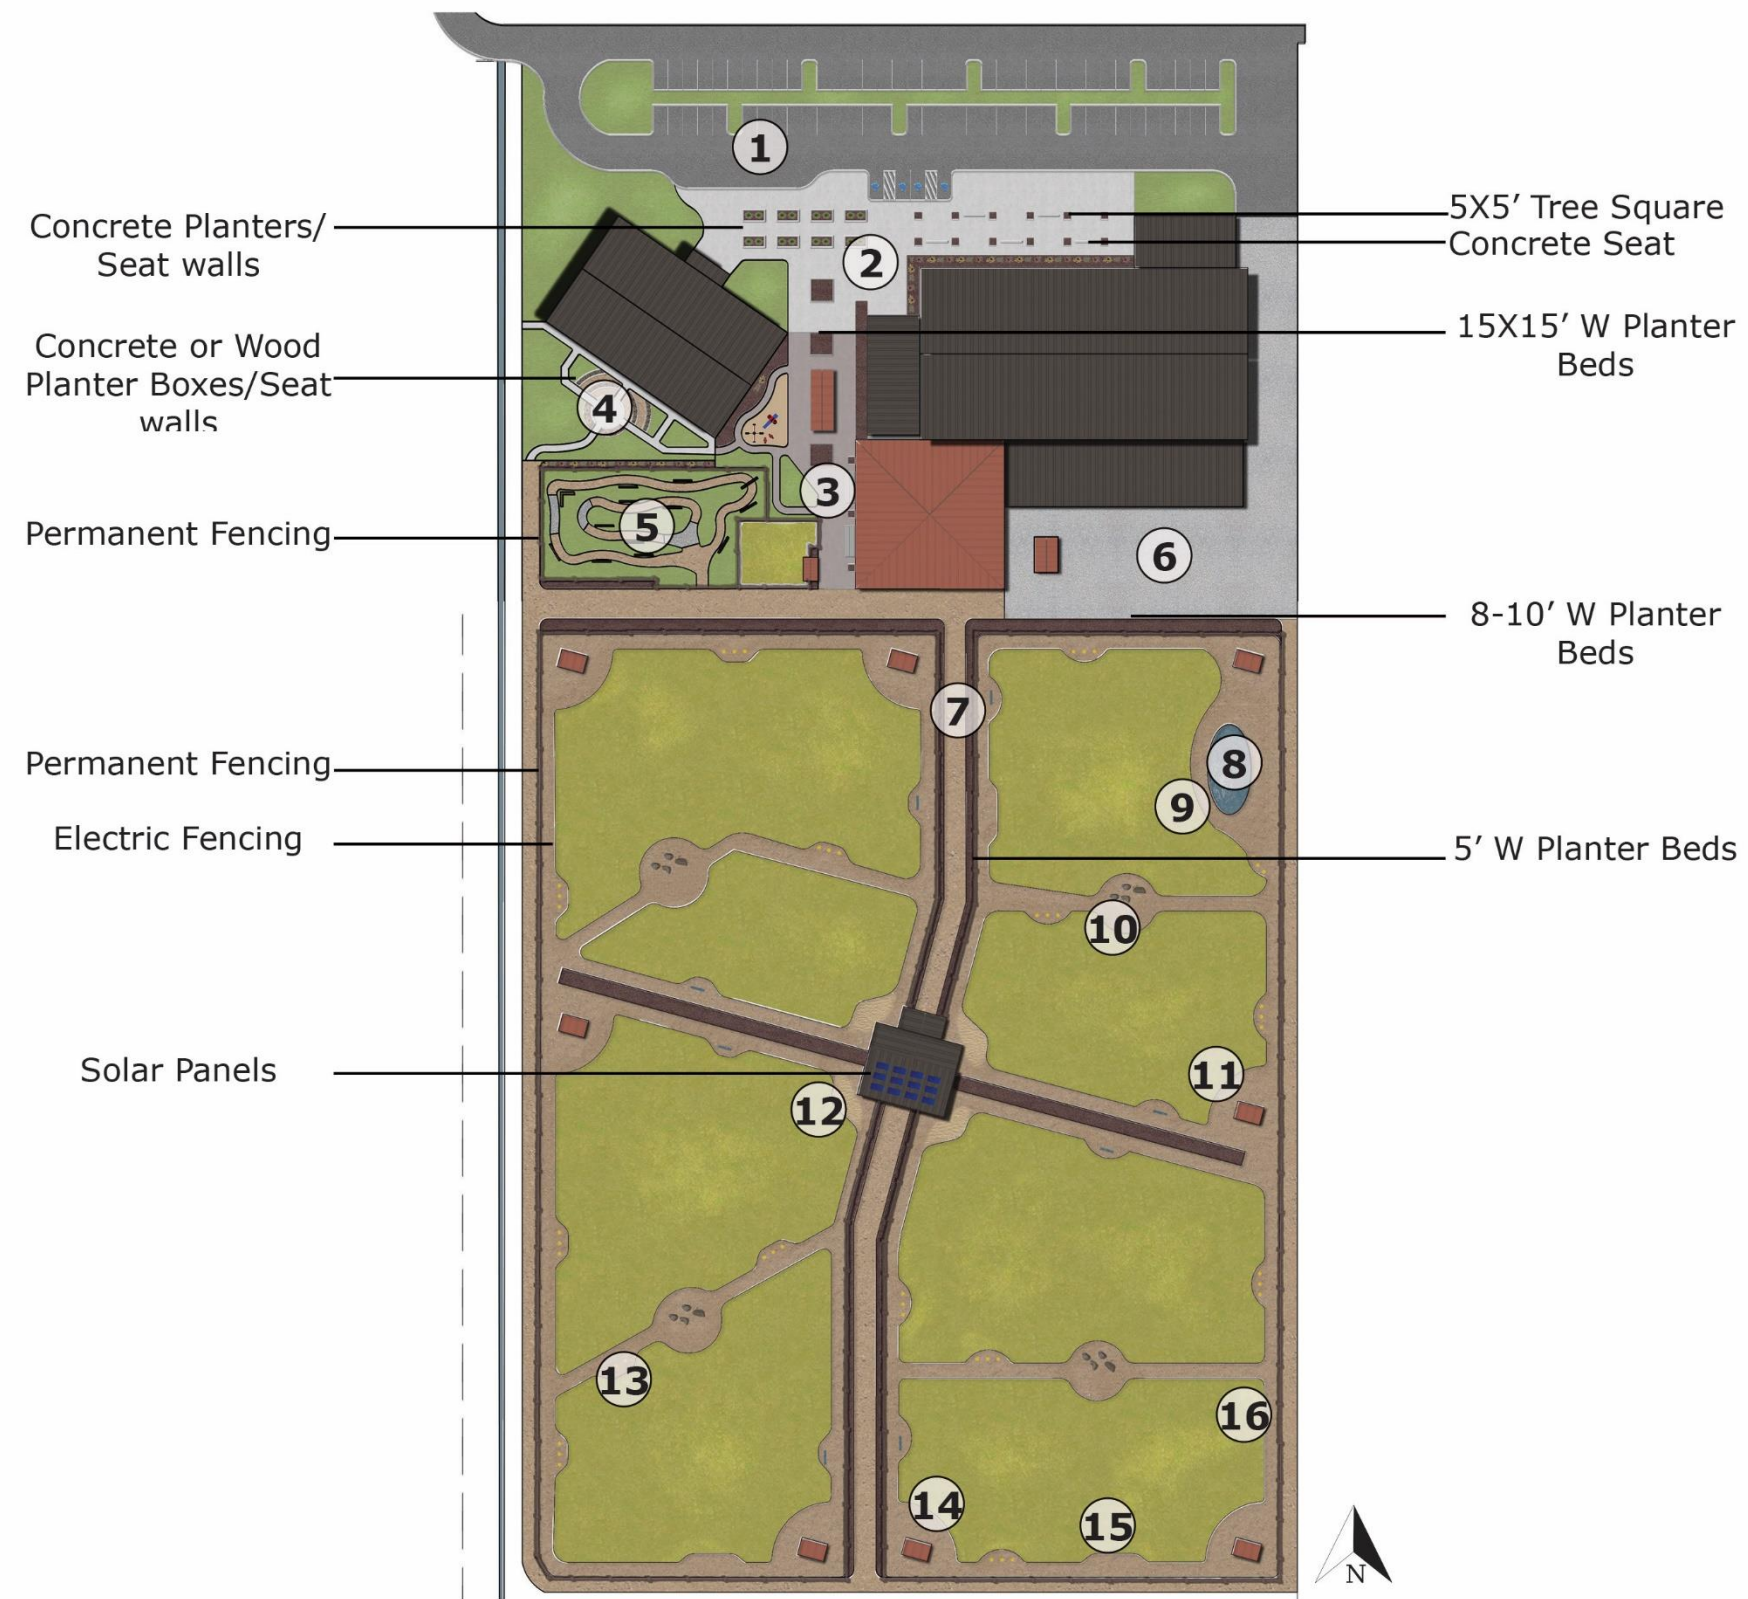 1
Concrete Planters/
Seat walls
5X5’ Tree Square
Concrete Seat
2
15X15’ W Planter
Beds
Concrete or Wood
Planter Boxes/Seat
walls
4
3
5
Permanent Fencing
6
8-10’ W Planter
Beds
7
Permanent Fencing
8
9
Electric Fencing
5’ W Planter Beds
10
Solar Panels
11
12
13
16
14
15
N